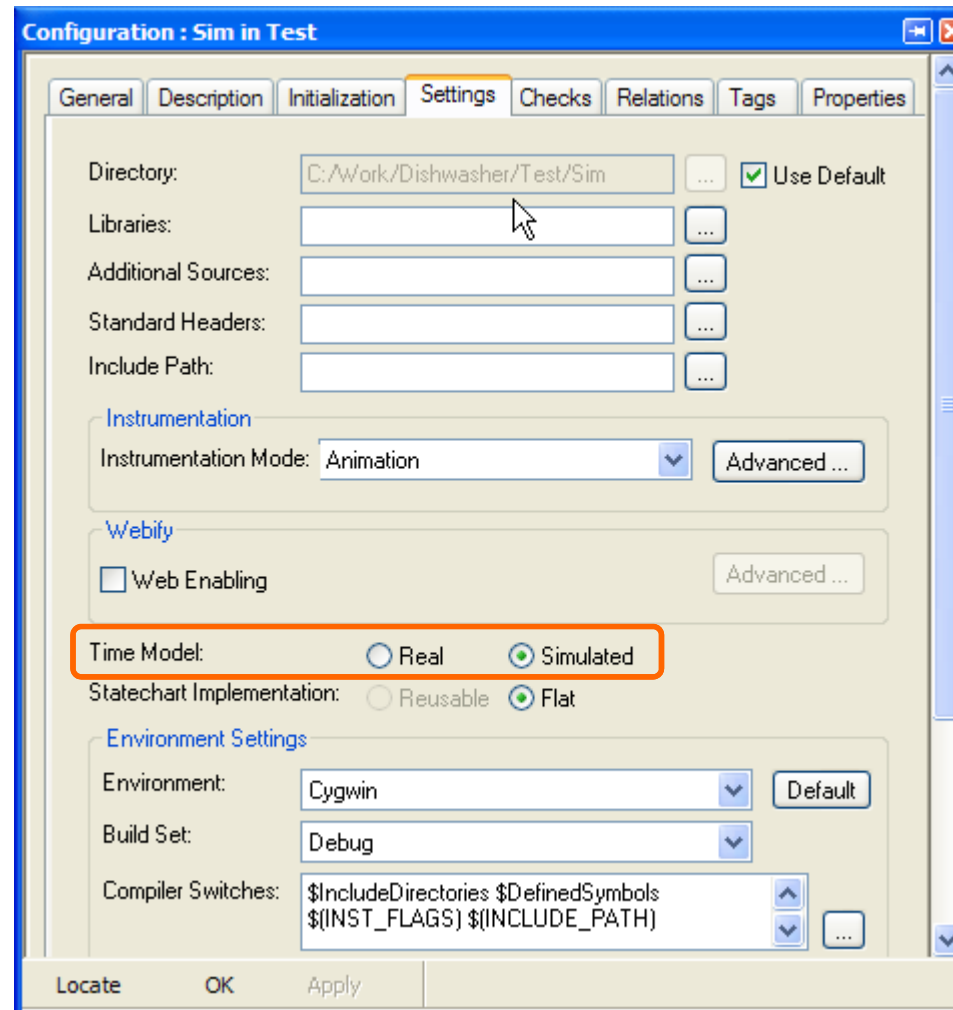 Configuration : Sim in Test
General Description Initialization Settings Checks Relations Tags Properties
Directory: C:/Work/Dishwasher/Test/Sim ... Use Default
Libraries: ...
Additional Sources: ...
Standard Headers: ...
Include Path: ...
Instrumentation
Instrumentation Mode: Animation Advanced ...
Webify
Web Enabling Advanced ...
Time Model: Real Simulated
Statechart Implementation: Reusable Flat
Environment Settings
Environment: Cygwin Default
Build Set: Debug
Compiler Switches: $IncludeDirectories $DefinedSymbols
$(INST_FLAGS) $(INCLUDE_PATH) ...
Locate OK Apply